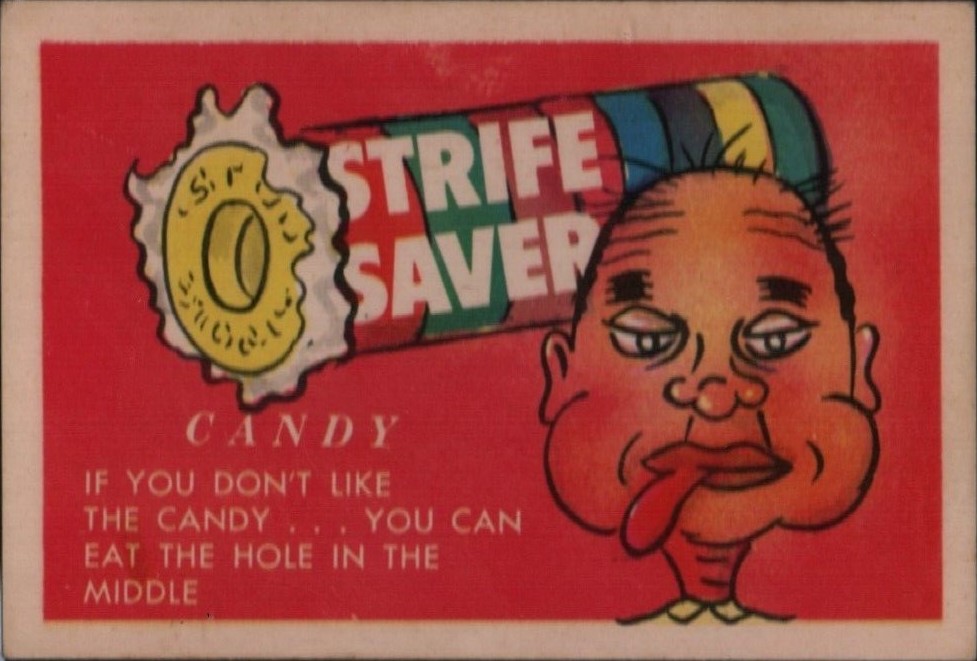 STRIFE
SAVER
CANDY
IF YOU DON'T LIKE
THE CANDY . . . YOU CAN
EAT THE HOLE IN THE
MIDDLE